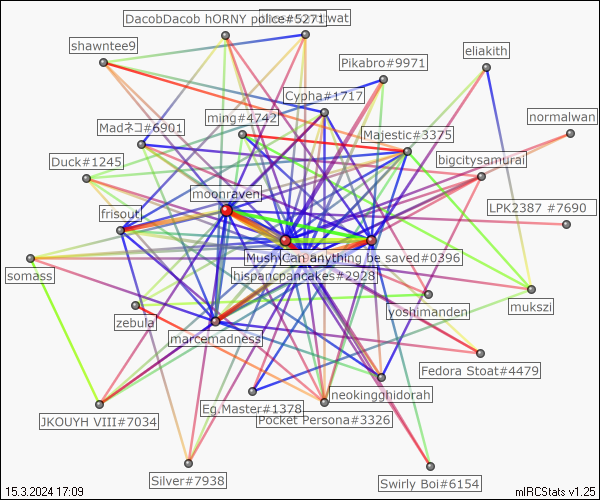 DacobDacob hORNY police#5271
twat
shawntee9
eliakith
Pikabro#9971
Cypha#1717
ming#4742
normalwan
Madネコ#6901
Majestic#3375
Duck#1245
bigcitysamurai
moonraven
LPK2387 #7690
frisout
Mush
Can anything be saved#0396
somass
hispanicpancakes#2928
mukszi
yoshimanden
zebula
marcemadness
Fedora Stoat#4479
neokingghidorah
JKOUYH VIII#7034
Eg.Master#1378
Pocket Persona#3326
Silver#7938
Swirly Boi#6154
15.3.2024 17:09
mIRCStats v1.25